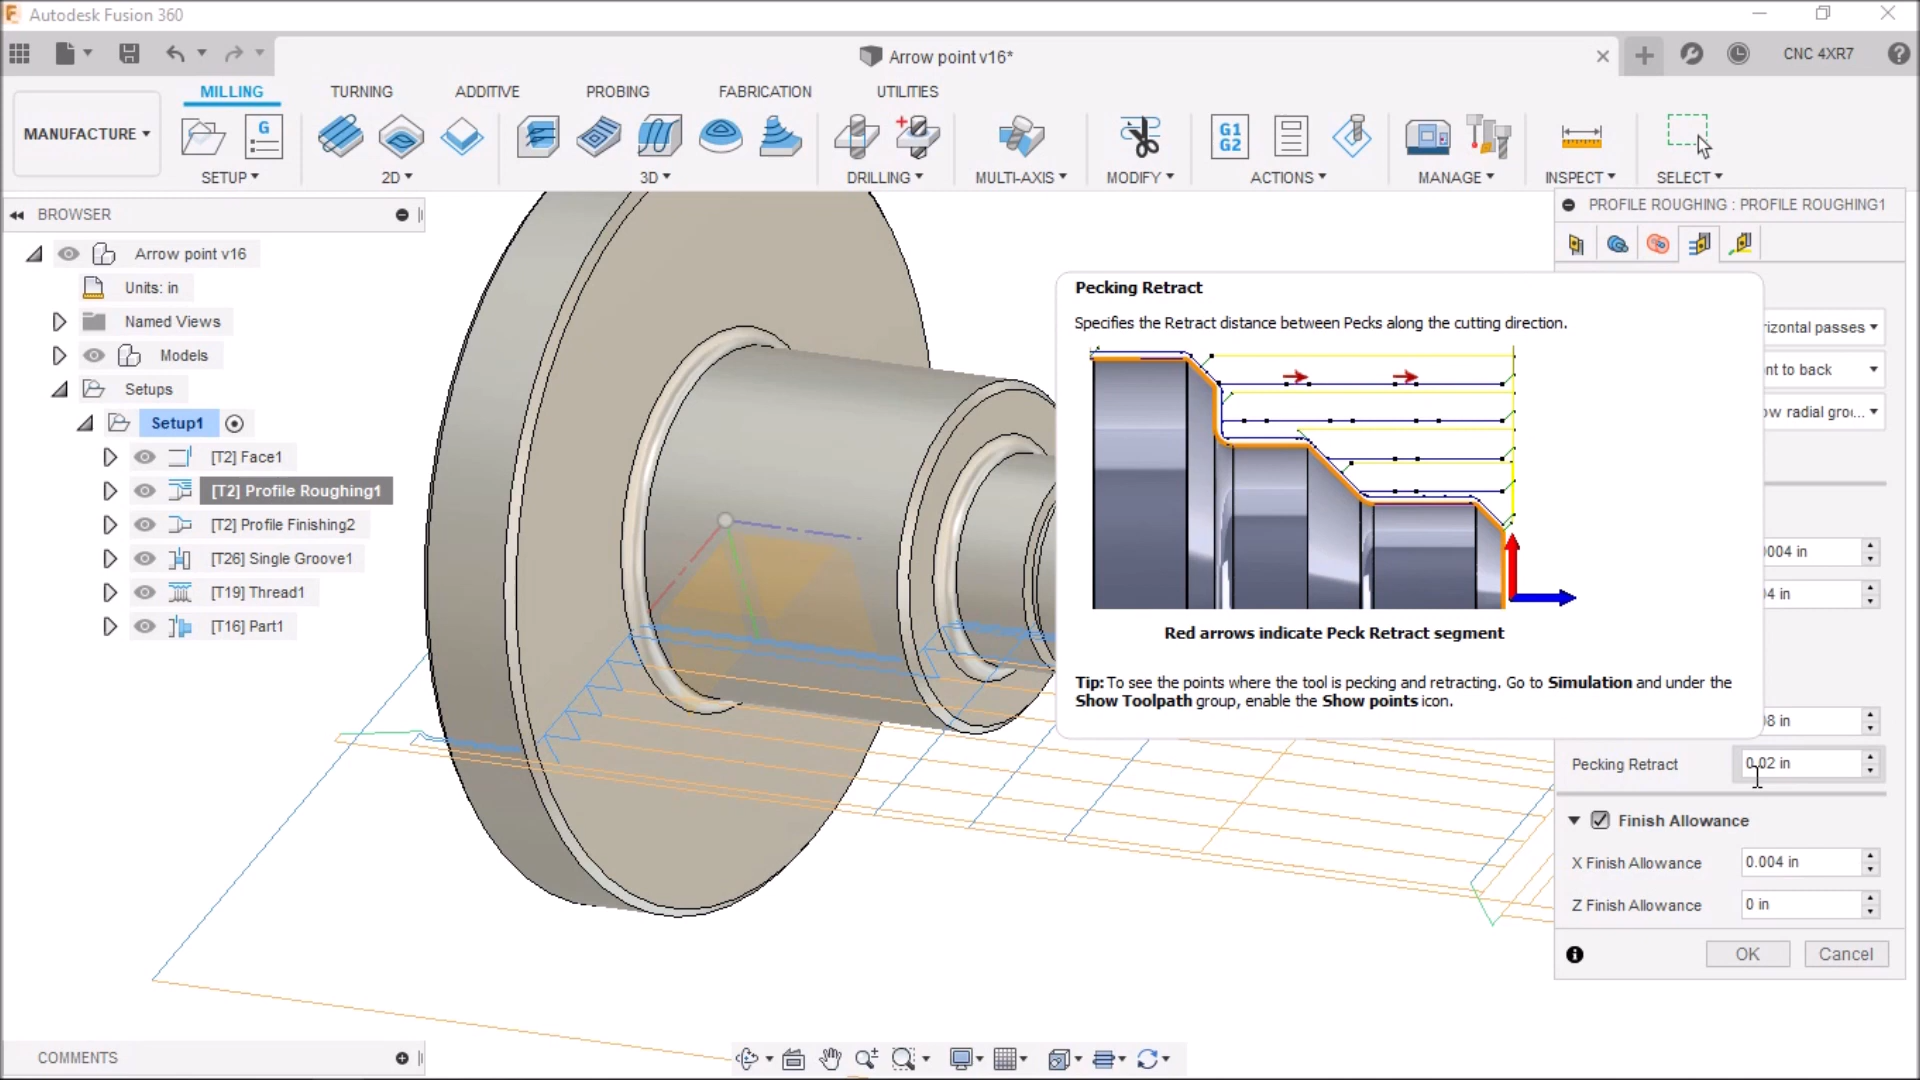 Autodesk Fusion 360
Arrow point v16*
CNC 4XR7
MILLING
TURNING
ADDITIVE
PROBING
FABRICATION
UTILITIES
MANUFACTURE
G
G1
G2
SETUP
2D
3D
DRILLING
MULTI-AXIS
MODIFY
ACTIONS
MANAGE
INSPECT
SELECT
BROWSER
Arrow point v16
Units: in
Named Views
Models
Setups
Setup1
[T2] Face1
[T2] Profile Roughing1
[T2] Profile Finishing2
[T26] Single Groove1
[T19] Thread1
[T16] Part1
COMMENTS
Pecking Retract
Specifies the Retract distance between Pecks along the cutting direction.
Red arrows indicate Peck Retract segment
Tip: To see the points where the tool is pecking and retracting. Go to Simulation and under the
Show Toolpath group, enable the Show points icon.
PROFILE ROUGHING : PROFILE ROUGHING1
rizontal passes
nt to back
ow radial groo...
004 in
4 in
08 in
Pecking Retract
0.02 in
Finish Allowance
X Finish Allowance
0.004 in
Z Finish Allowance
0 in
OK
Cancel